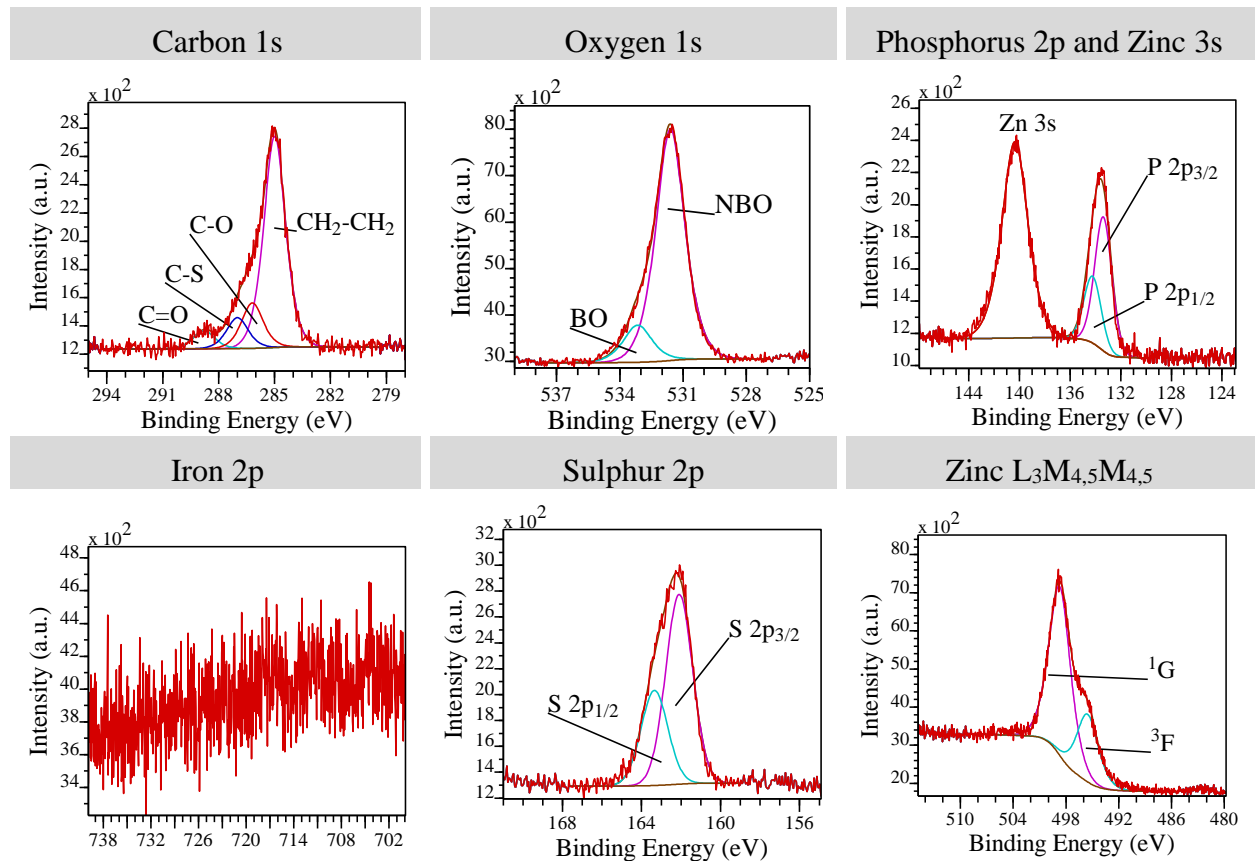 Carbon 1s
Oxygen 1s
Phosphorus 2p and Zinc 3s
x 10²
28
26
24
22
20
18
16
14
12
C-O
C-S
C=O
CH₂-CH₂
294 291 288 285 282 279
Binding Energy (eV)
Intensity (a.u.)
x 10²
80
70
60
50
40
30
NBO
BO
537 534 531 528 525
Binding Energy (eV)
Intensity (a.u.)
x 10²
26
24
22
20
18
16
14
12
10
Zn 3s
P 2p3/2
P 2p1/2
144 140 136 132 128 124
Binding Energy (eV)
Intensity (a.u.)
Iron 2p
Sulphur 2p
Zinc L₃M₄,₅M₄,₅
x 10²
48
46
44
42
40
38
36
34
738 732 726 720 714 708 702
Binding Energy (eV)
Intensity (a.u.)
x 10²
32
30
28
26
24
22
20
18
16
14
12
S 2p3/2
S 2p1/2
168 164 160 156
Binding Energy (eV)
Intensity (a.u.)
x 10²
80
70
60
50
40
30
20
¹G
³F
510 504 498 492 486 480
Binding Energy (eV)
Intensity (a.u.)